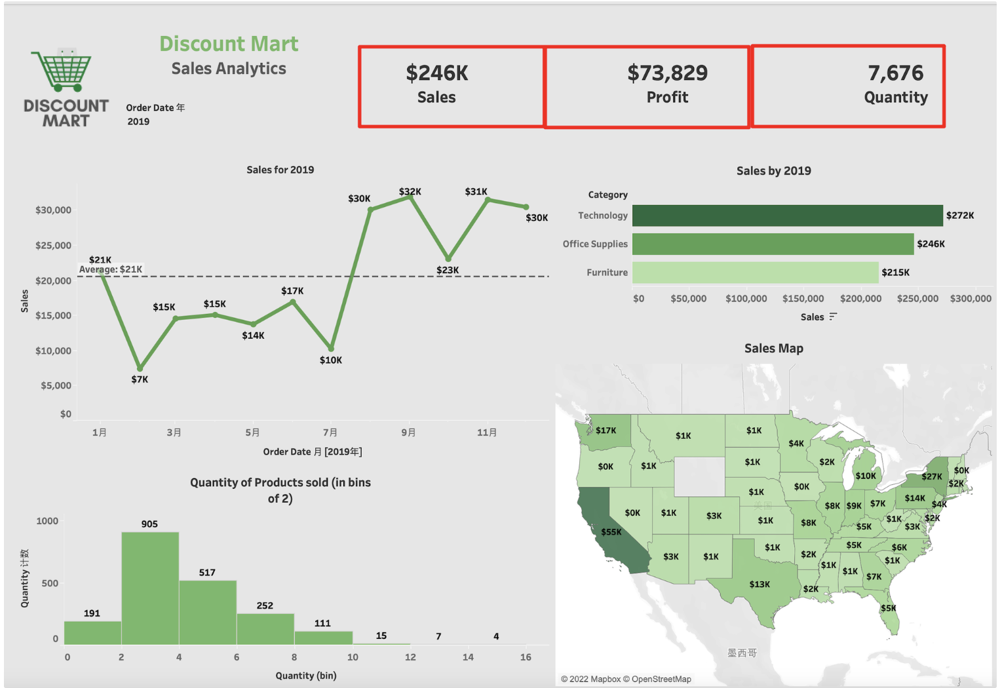 Discount Mart
Sales Analytics
DISCOUNT
MART
Order Date 年
2019
$246K
Sales
$73,829
Profit
7,676
Quantity
Sales for 2019
Sales
$30,000
$25,000
$20,000
$15,000
$10,000
$5,000
$0
Average: $21K
$21K
$7K
$15K
$15K
$14K
$17K
$10K
$30K
$32K
$23K
$31K
$30K
1月
3月
5月
7月
9月
11月
Order Date 月 [2019年]
Sales by 2019
Category
Technology
$272K
Office Supplies
$246K
Furniture
$215K
$0
$50,000
$100,000
$150,000
$200,000
$250,000
$300,000
Sales
Quantity of Products sold (in bins
of 2)
Quantity 计数
1000
500
0
191
905
517
252
111
15
7
4
0
2
4
6
8
10
12
14
16
Quantity (bin)
Sales Map
$17K
$1K
$1K
$4K
$0K
$1K
$1K
$2K
$10K
$27K
$0K
$2K
$1K
$0K
$14K
$4K
$55K
$0K
$1K
$3K
美国
$1K
$8K
$8K
$9K
$7K
$1K
$2K
$3K
$5K
$3K
$1K
$1K
$2K
$5K
$6K
$1K
$13K
$2K
$1K
$1K
$7K
$5K
墨西哥
© 2022 Mapbox © OpenStreetMap